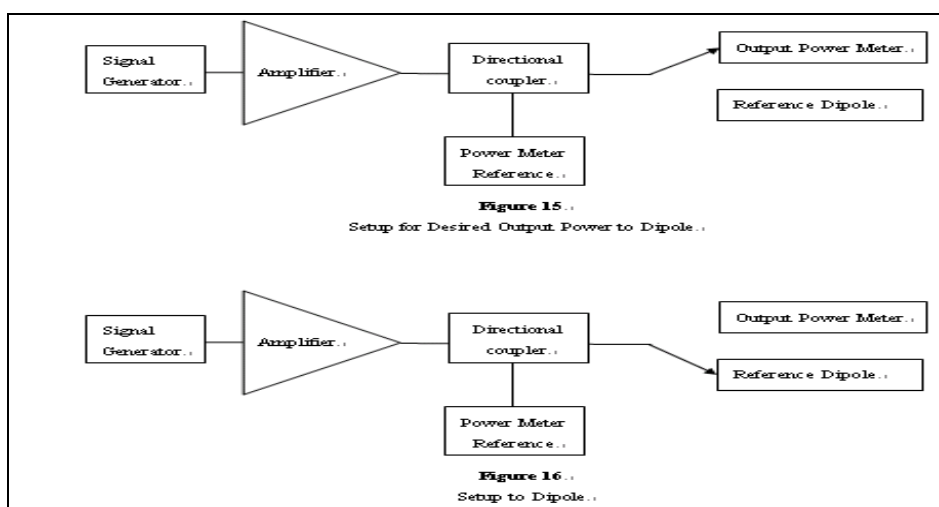 Signal
Generator.
Amplifier.
Directional
coupler.
Output Power Meter.
Reference Dipole.
Power Meter
Reference.
Figure 15.
Setup for Desired Output Power to Dipole.
Signal
Generator.
Amplifier.
Directional
coupler.
Output Power Meter.
Reference Dipole.
Power Meter
Reference.
Figure 16.
Setup to Dipole.